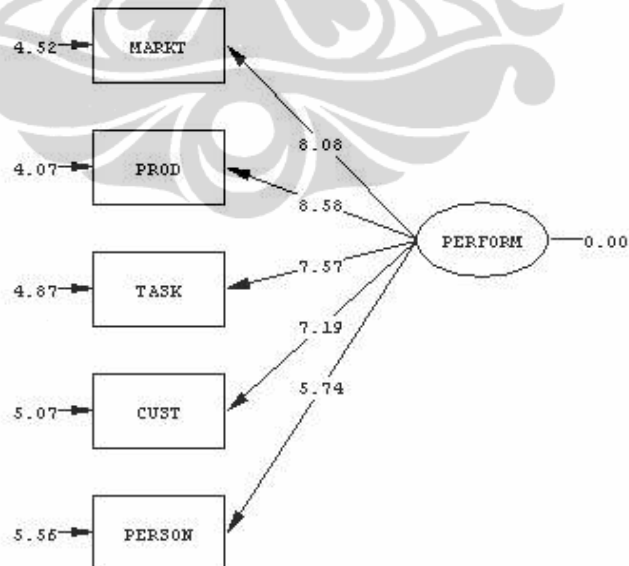 4.52 MARKT
8.08
4.07 PROD
8.58
PERFORM 0.00
7.57
4.87 TASK
7.19
5.74
5.07 CUST
5.56 PERSON